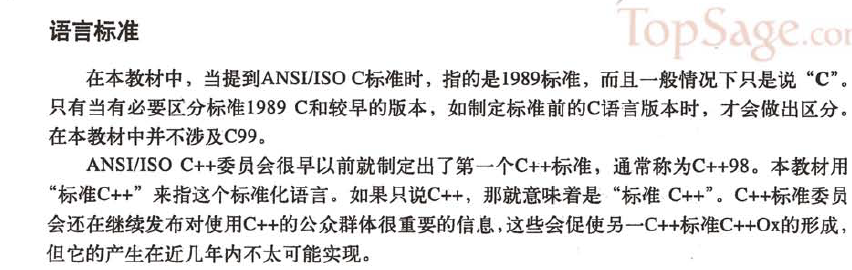 语言标准
TopSage.com
在本教材中，当提到ANSI/ISO C标准时，指的是1989标准，而且一般情况下只是说“C”。
只有当有必要区分标准1989 C和较早的版本，如制定标准前的C语言版本时，才会做出区分。
在本教材中并不涉及C99。
ANSI/ISO C++委员会很早以前就制定出了第一个C++标准，通常称为C++98。本教材用
“标准C++”来指这个标准化语言。如果只说C++，那就意味着是“标准 C++”。C++标准委员
会还在继续发布对使用C++的公众群体很重要的信息，这些会促使另一C++标准C++Ox的形成，
但它的产生在近几年内不太可能实现。